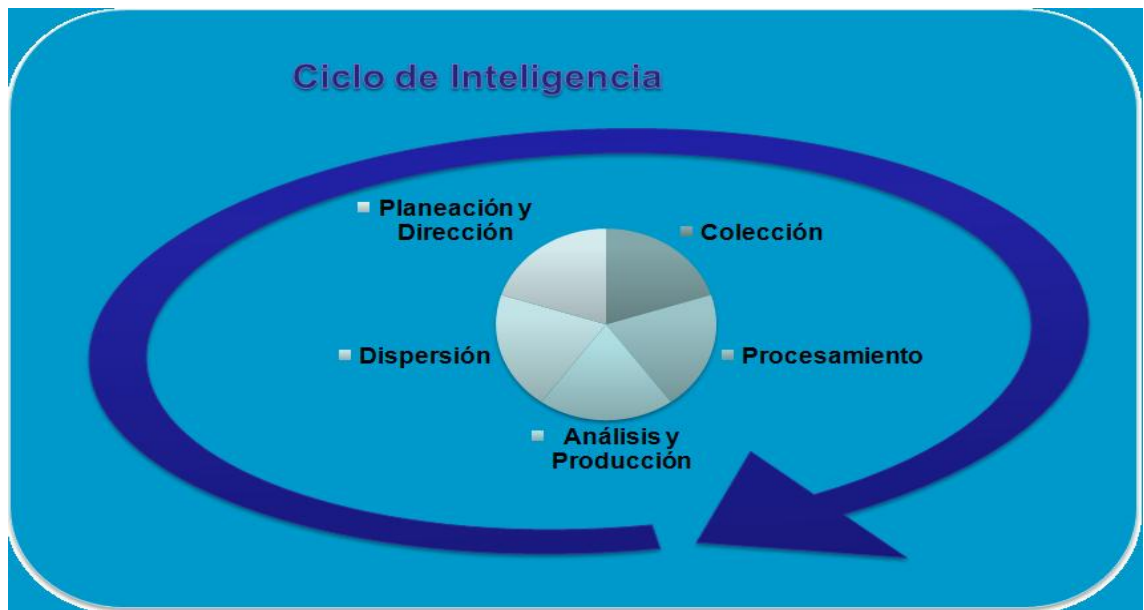 Ciclo de Inteligencia
Planeación y
Dirección
Colección
Dispersión
Procesamiento
Análisis y
Producción